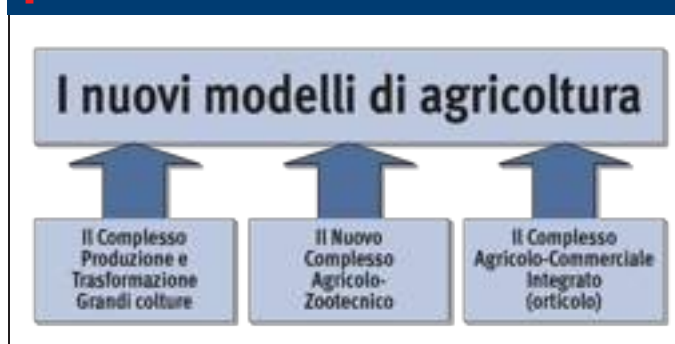 I nuovi modelli di agricoltura
Il Complesso
Produzione e
Trasformazione
Grandi colture
Il Nuovo
Complesso
Agricolo-
Zootecnico
Il Complesso
Agricolo-Commerciale
Integrato
(orticolo)